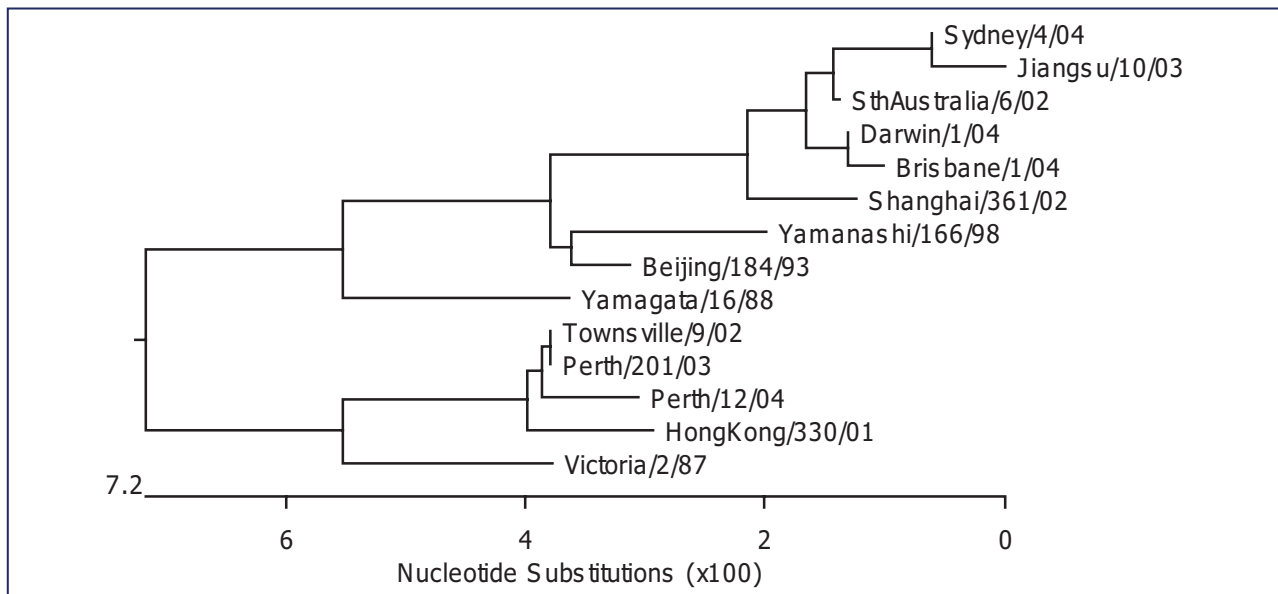 Sydney/4/04
Jiangsu/10/03
SthAustralia/6/02
Darwin/1/04
Brisbane/1/04
Shanghai/361/02
Yamanashi/166/98
Beijing/184/93
Yamagata/16/88
Townsville/9/02
Perth/201/03
Perth/12/04
HongKong/330/01
Victoria/2/87
7.2
6 4 2 0
Nucleotide Substitutions (x100)